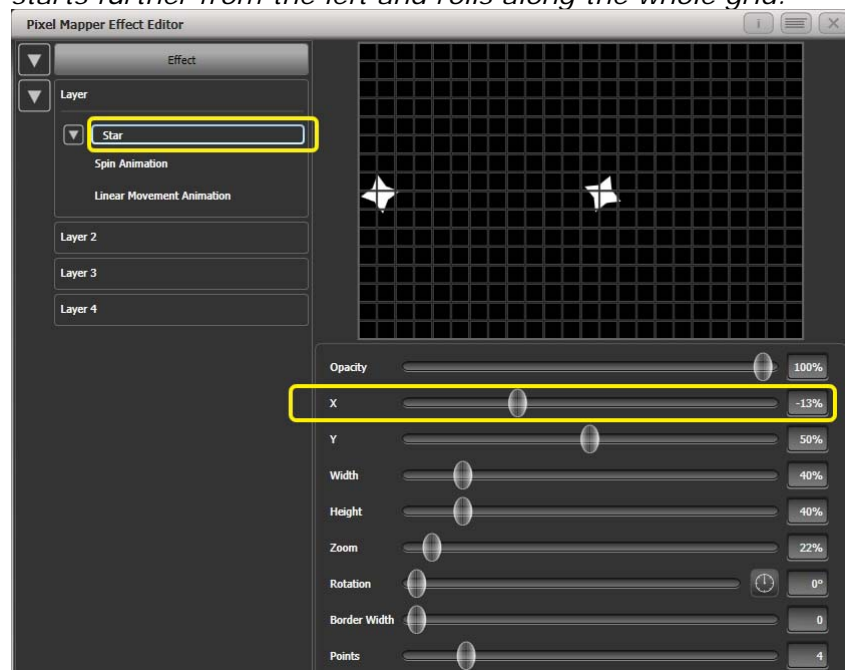 starts further from the left and rolls along the whole grid.
Pixel Mapper Effect Editor
Effect
Layer
Star
Spin Animation
Linear Movement Animation
Layer 2
Layer 3
Layer 4
Opacity 100%
X -13%
Y 50%
Width 40%
Height 40%
Zoom 22%
Rotation 0°
Border Width 0
Points 4